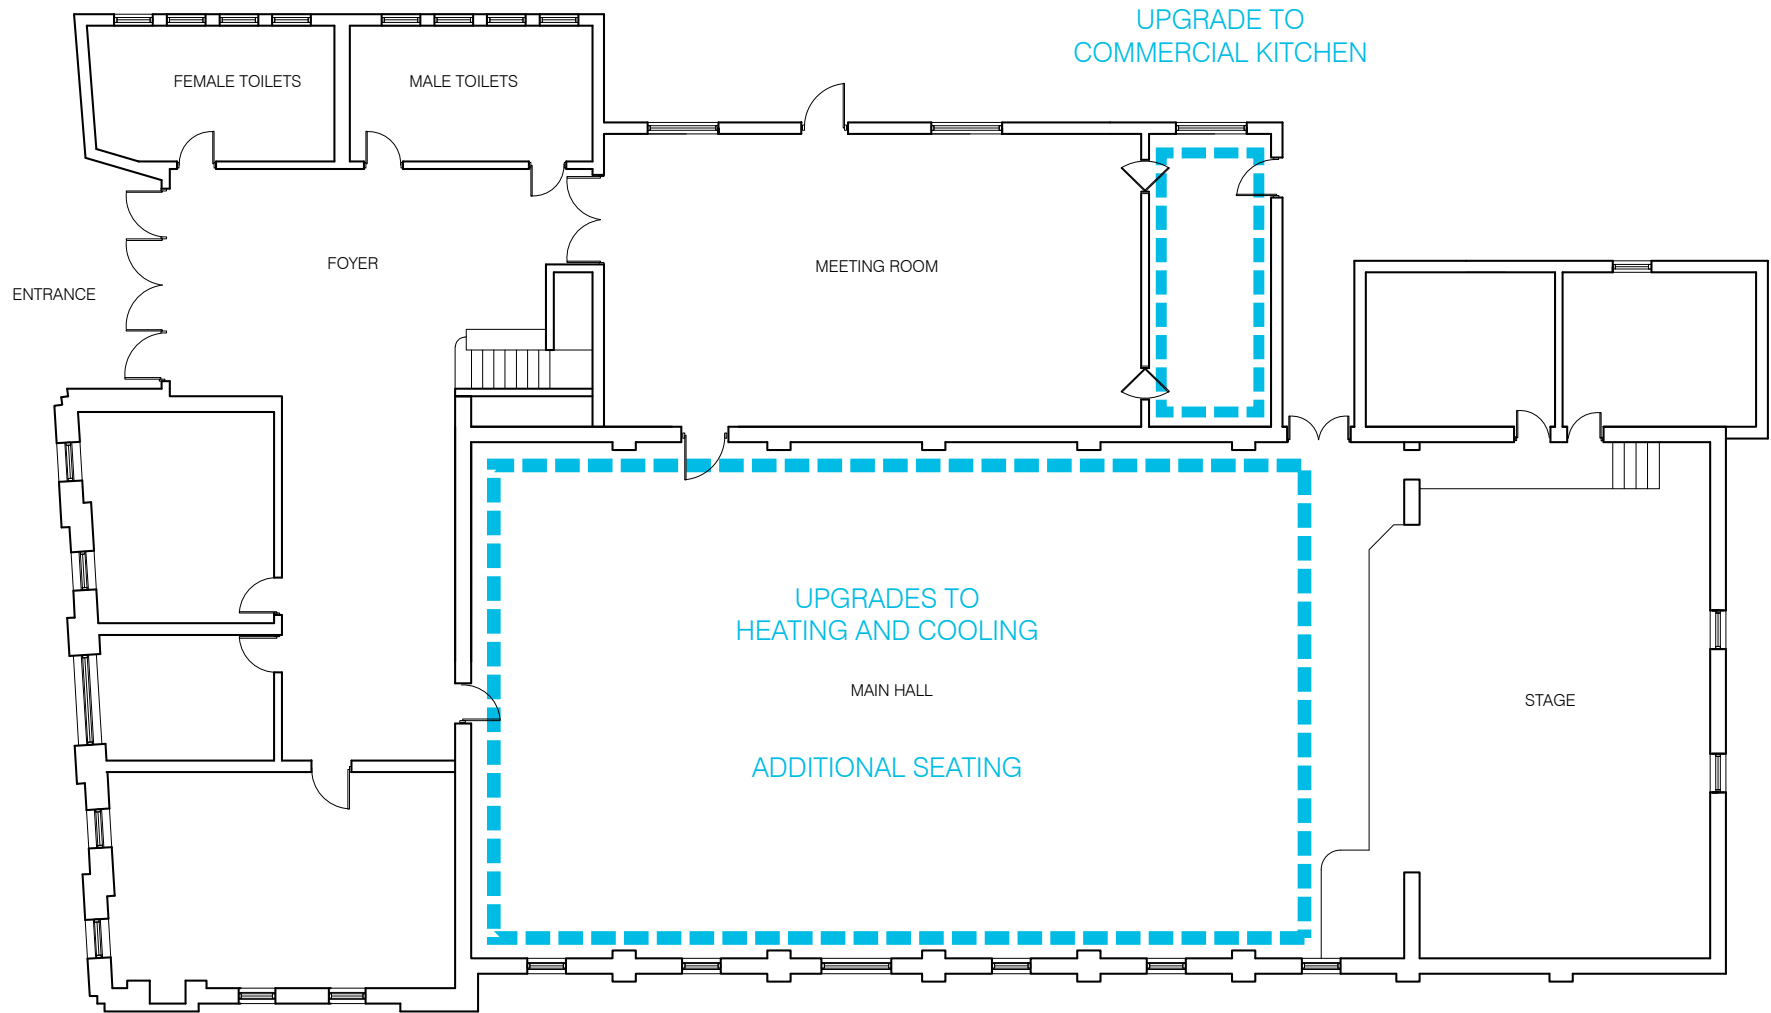 UPGRADE TO
COMMERCIAL KITCHEN
FEMALE TOILETS
MALE TOILETS
FOYER
MEETING ROOM
ENTRANCE
UPGRADES TO
HEATING AND COOLING
MAIN HALL
STAGE
ADDITIONAL SEATING